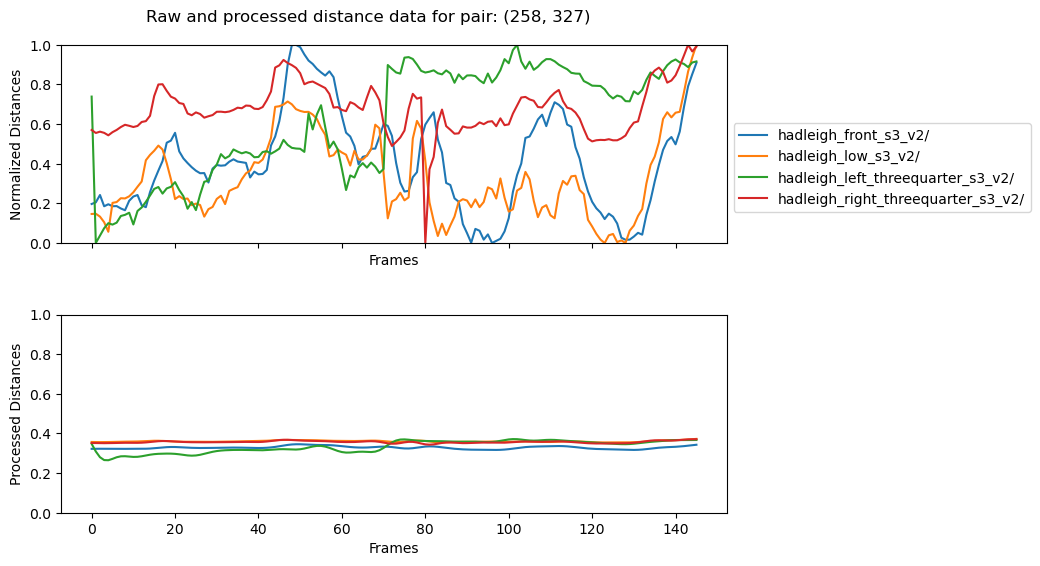 Raw and processed distance data for pair: (258, 327)
Normalized Distances
1.0
0.8
0.6
0.4
0.2
0.0
Frames
hadleigh_front_s3_v2/
hadleigh_low_s3_v2/
hadleigh_left_threequarter_s3_v2/
hadleigh_right_threequarter_s3_v2/
Processed Distances
1.0
0.8
0.6
0.4
0.2
0.0
0 20 40 60 80 100 120 140
Frames